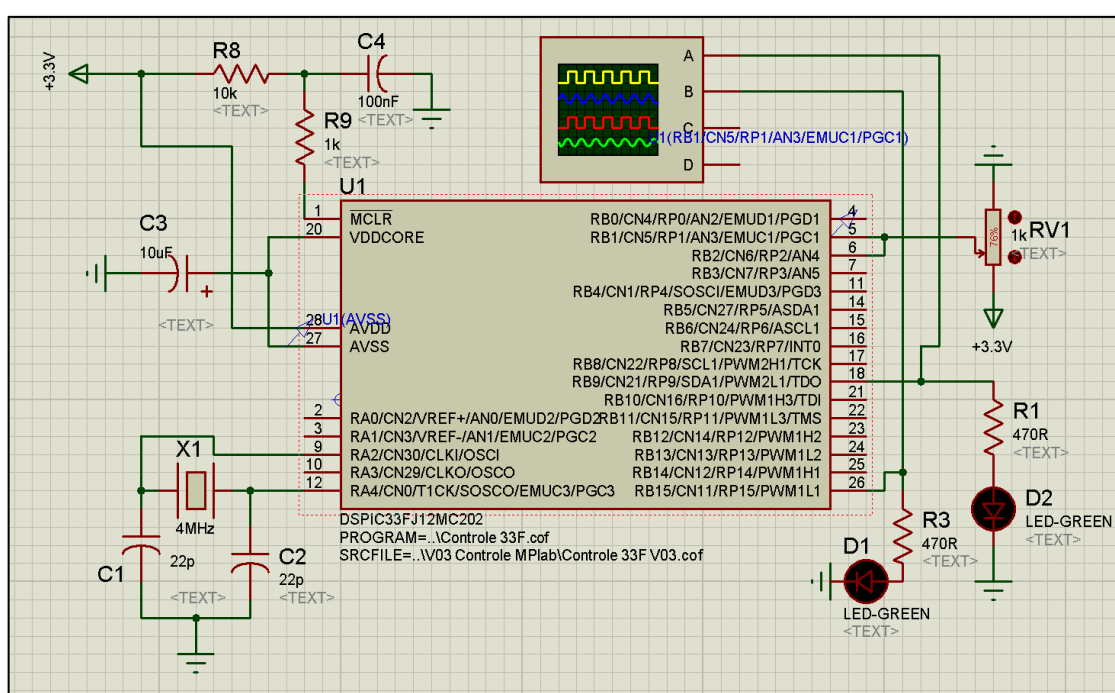 +3.3V
R8
10k
<TEXT>
C4
100nF
<TEXT>
R9
1k
<TEXT>
A
B
C
D
U1(RB1/CN5/RP1/AN3/EMUC1/PGC1)
U1
C3
10uF
+
<TEXT>
1 MCLR
20 VDDCORE
28 AVDD
U1(AVSS)
27 AVSS
2 RA0/CN2/VREF+/AN0/EMUD2/PGD2
3 RA1/CN3/VREF-/AN1/EMUC2/PGC2
9 RA2/CN30/CLKI/OSCI
10 RA3/CN29/CLKO/OSCO
12 RA4/CN0/T1CK/SOSCO/EMUC3/PGC3
RB0/CN4/RP0/AN2/EMUD1/PGD1 4
RB1/CN5/RP1/AN3/EMUC1/PGC1 5
RB2/CN6/RP2/AN4 6
RB3/CN7/RP3/AN5 7
RB4/CN1/RP4/SOSCI/EMUD3/PGD3 11
RB5/CN27/RP5/ASDA1 14
RB6/CN24/RP6/ASCL1 15
RB7/CN23/RP7/INT0 16
RB8/CN22/RP8/SCL1/PWM2H1/TCK 17
RB9/CN21/RP9/SDA1/PWM2L1/TDO 18
RB10/CN16/RP10/PWM1H3/TDI 21
RB11/CN15/RP11/PWM1L3/TMS 22
RB12/CN14/RP12/PWM1H2 23
RB13/CN13/RP13/PWM1L2 24
RB14/CN12/RP14/PWM1H1 25
RB15/CN11/RP15/PWM1L1 26
DSPIC33FJ12MC202
PROGRAM=..\Controle 33F.cof
SRCFILE=..\V03 Controle MPlab\Controle 33F V03.cof
76%
RV1
1k
<TEXT>
+3.3V
X1
4MHz
<TEXT>
C1
22p
C2
22p
<TEXT>
R1
470R
<TEXT>
D2
LED-GREEN
<TEXT>
R3
470R
<TEXT>
D1
LED-GREEN
<TEXT>